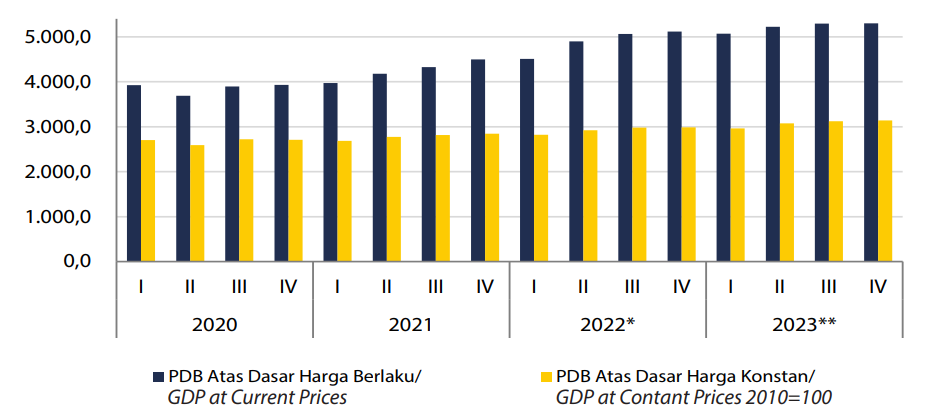 5.000,0
4.000,0
3.000,0
2.000,0
1.000,0
0,0
I II III IV I II III IV I II III IV I II III IV
2020 2021 2022* 2023**
PDB Atas Dasar Harga Berlaku/ PDB Atas Dasar Harga Konstan/
GDP at Current Prices GDP at Contant Prices 2010=100